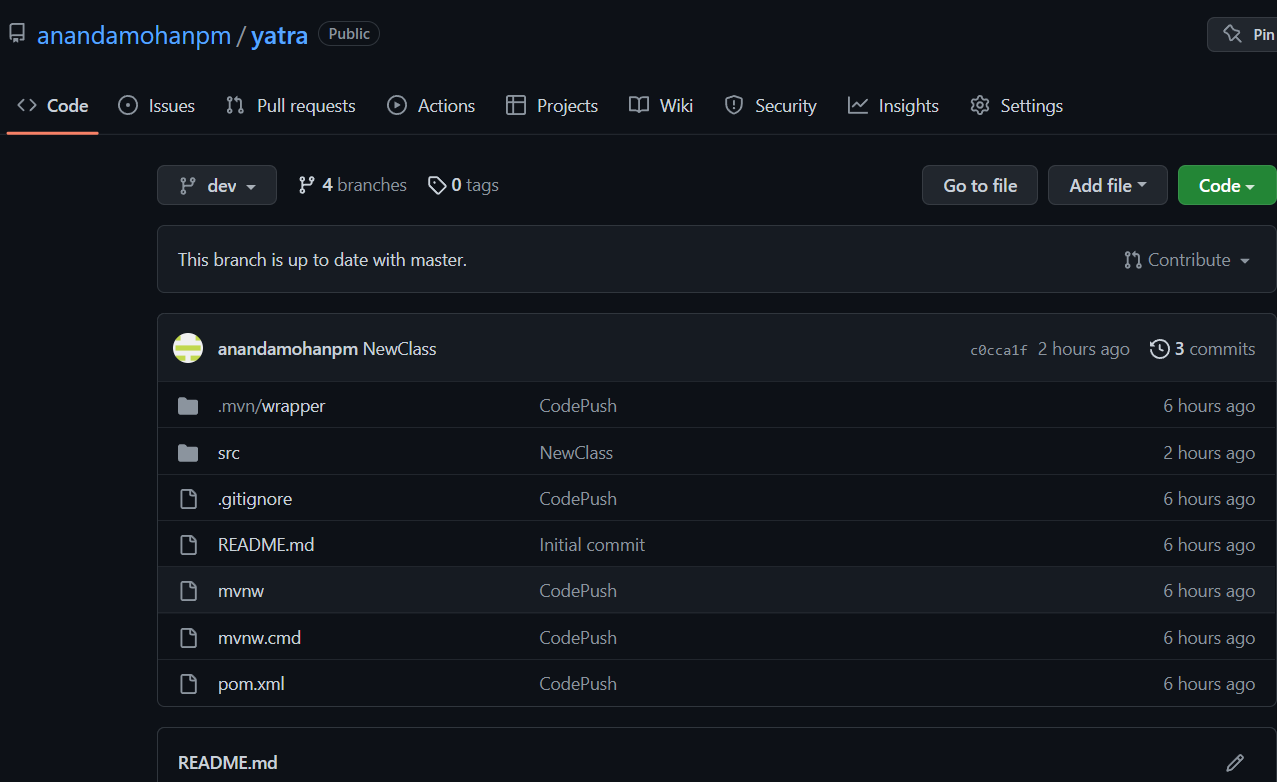 anandamohanpm / yatra Public Pin
Code Issues Pull requests Actions Projects Wiki Security Insights Settings
dev 4 branches 0 tags Go to file Add file Code
This branch is up to date with master. Contribute
anandamohanpm NewClass c0cca1f 2 hours ago 3 commits
.mvn/wrapper CodePush 6 hours ago
src NewClass 2 hours ago
.gitignore CodePush 6 hours ago
README.md Initial commit 6 hours ago
mvnw CodePush 6 hours ago
mvnw.cmd CodePush 6 hours ago
pom.xml CodePush 6 hours ago
README.md